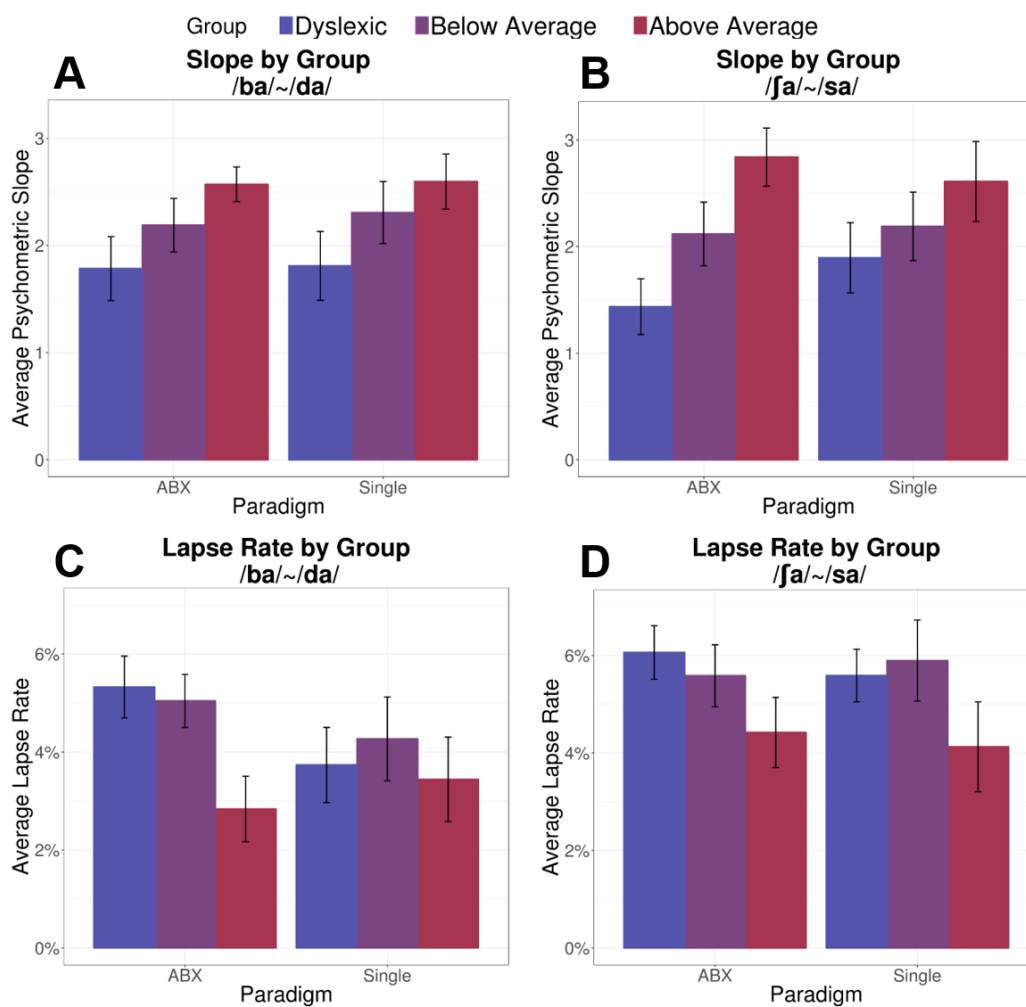 Group Dyslexic Below Average Above Average
A
Slope by Group
/ba/~/da/
Average Psychometric Slope
3
2
1
0
ABX Single
Paradigm
B
Slope by Group
/ʃa/~/sa/
Average Psychometric Slope
3
2
1
0
ABX Single
Paradigm
C
Lapse Rate by Group
/ba/~/da/
Average Lapse Rate
6%
4%
2%
0%
ABX Single
Paradigm
D
Lapse Rate by Group
/ʃa/~/sa/
Average Lapse Rate
6%
4%
2%
0%
ABX Single
Paradigm